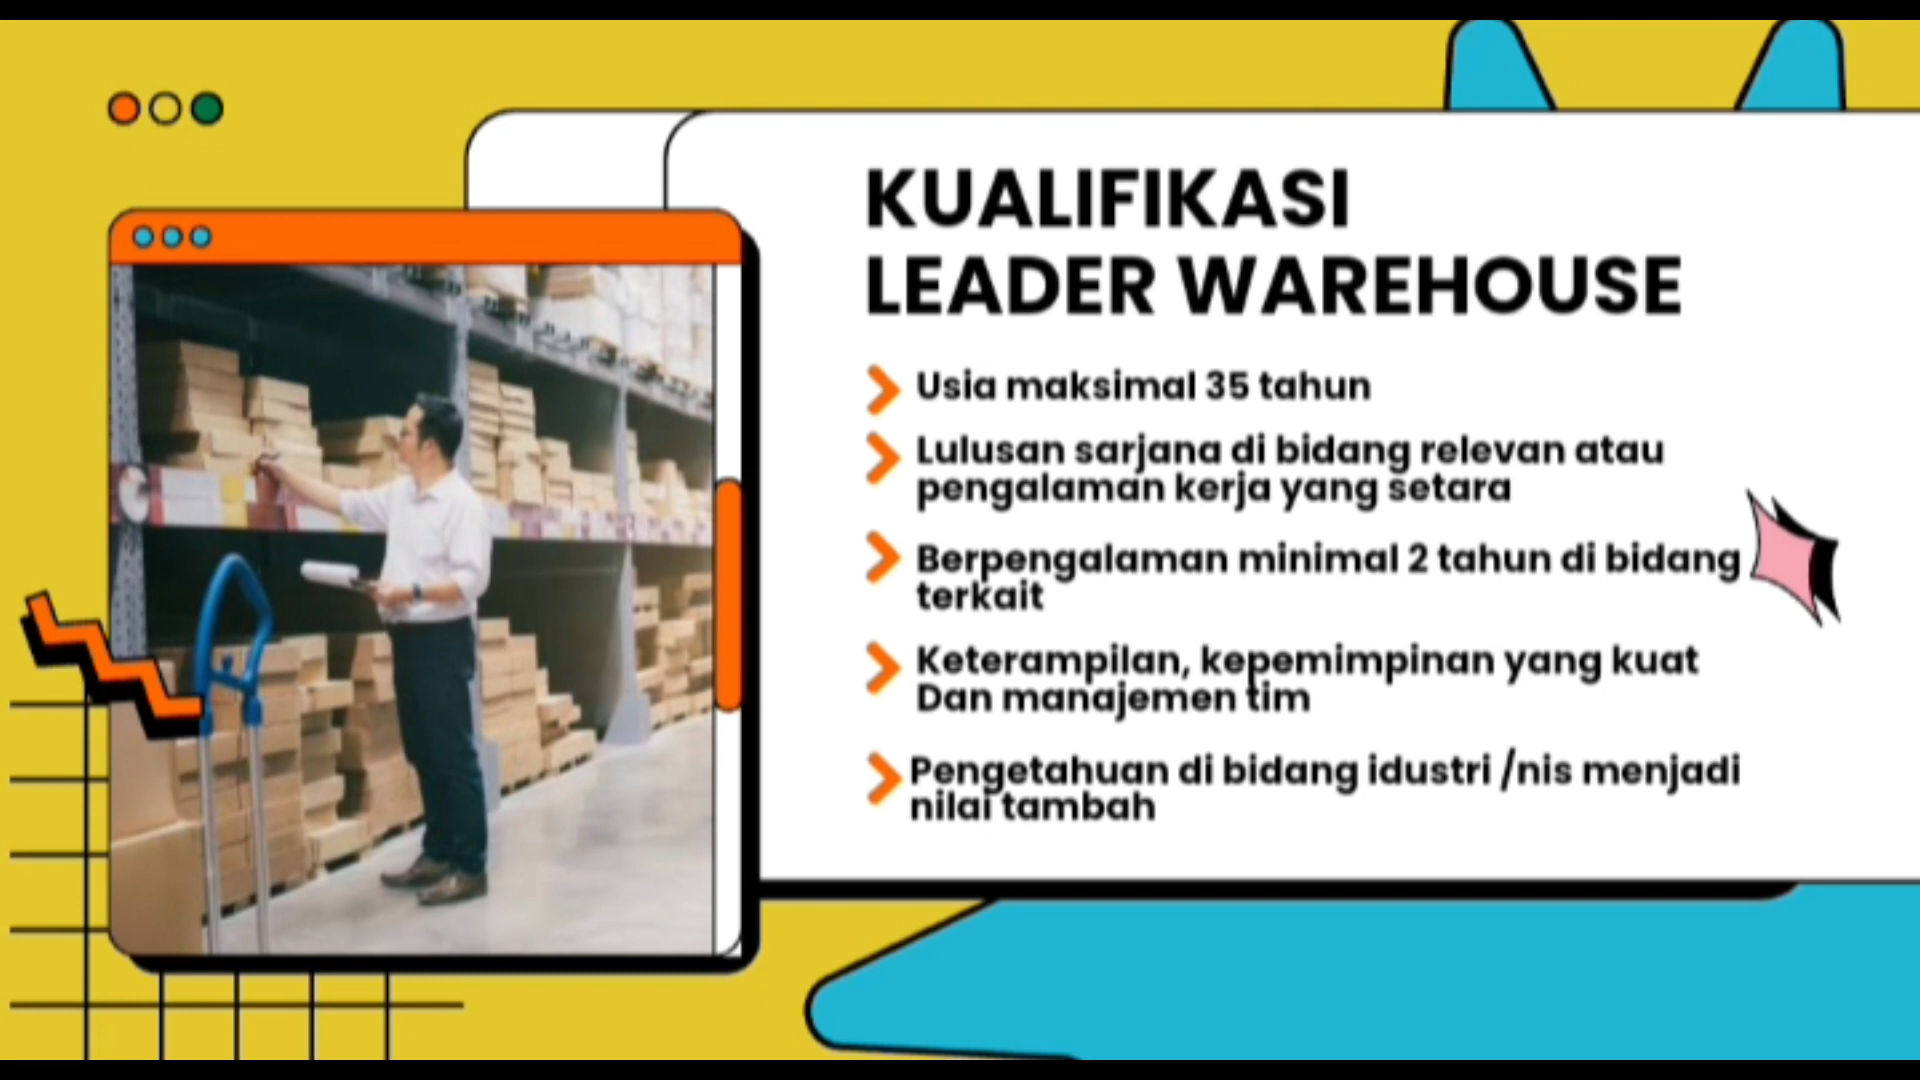 KUALIFIKASI
LEADER WAREHOUSE
Usia maksimal 35 tahun
Lulusan sarjana di bidang relevan atau
pengalaman kerja yang setara
Berpengalaman minimal 2 tahun di bidang
terkait
Keterampilan, kepemimpinan yang kuat
Dan manajemen tim
Pengetahuan di bidang idustri /nis menjadi
nilai tambah